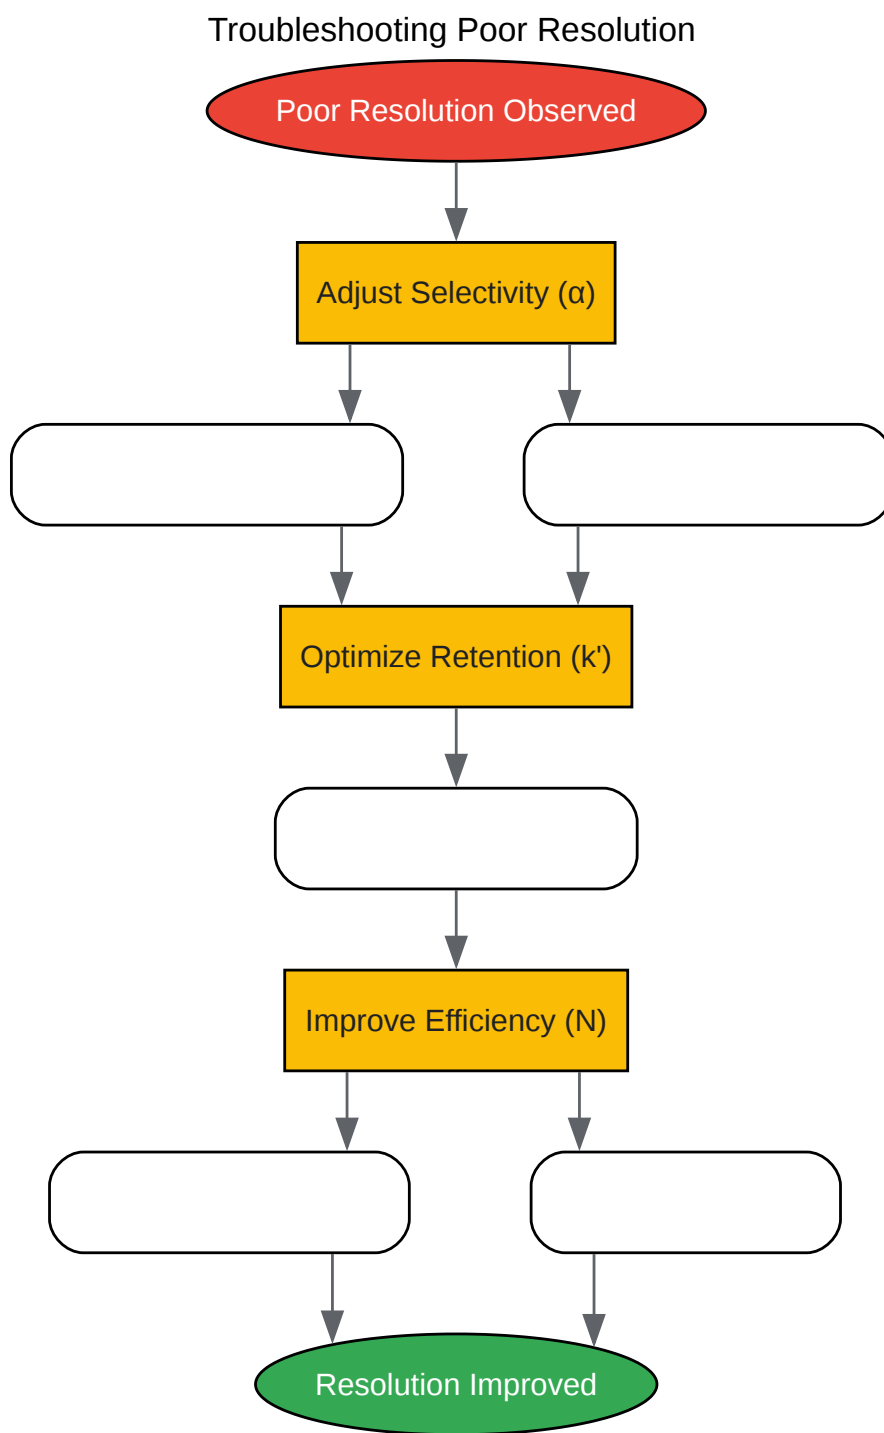 Troubleshooting Poor Resolution
Poor Resolution Observed
Adjust Selectivity (α)
Optimize Retention (k')
Improve Efficiency (N)
Resolution Improved